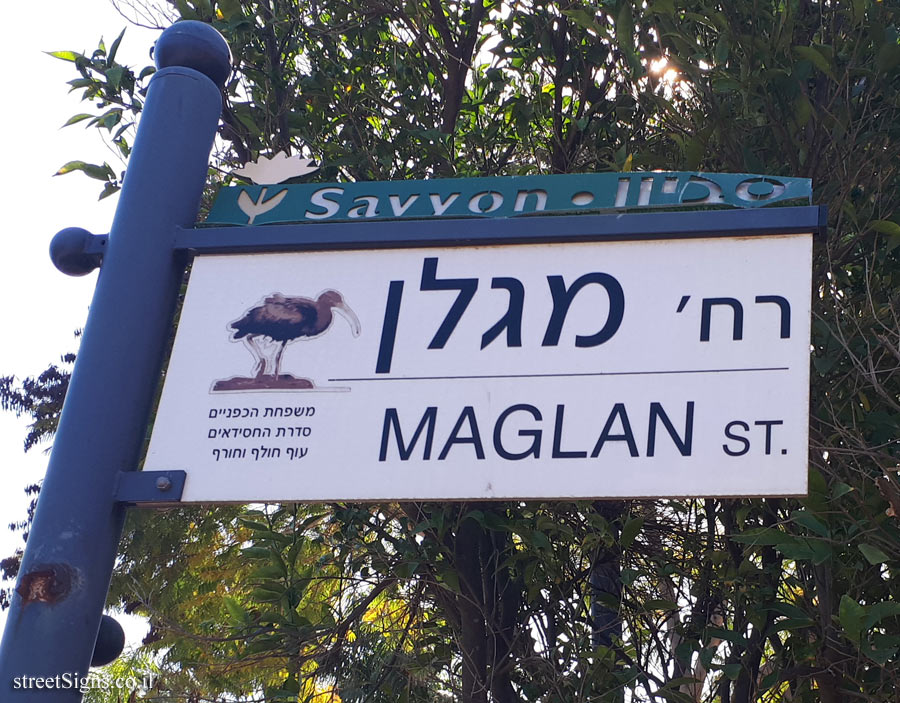 Savyon • סביון
רח' מגלן
MAGLAN ST.
משפחת הכפניים
סדרת החסידאים
עוף חולף וחורף
streetSigns.co.il